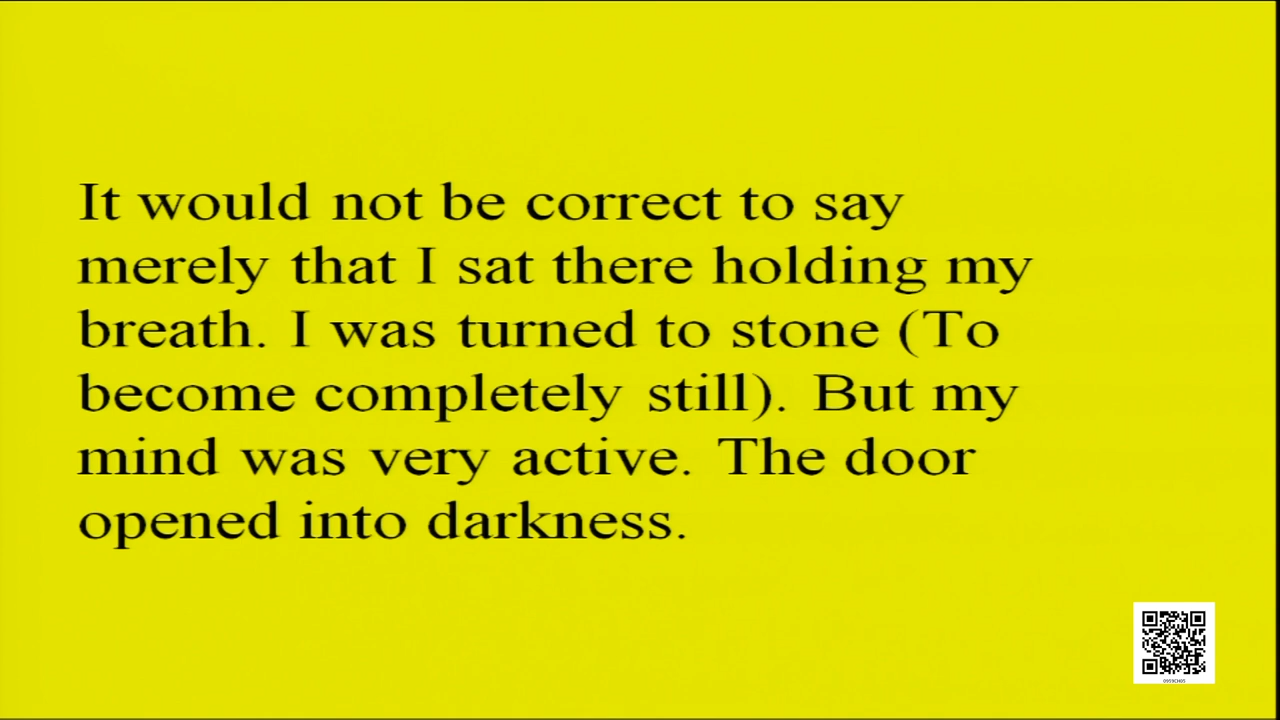 It would not be correct to say
merely that I sat there holding my
breath. I was turned to stone (To
become completely still). But my
mind was very active. The door
opened into darkness.